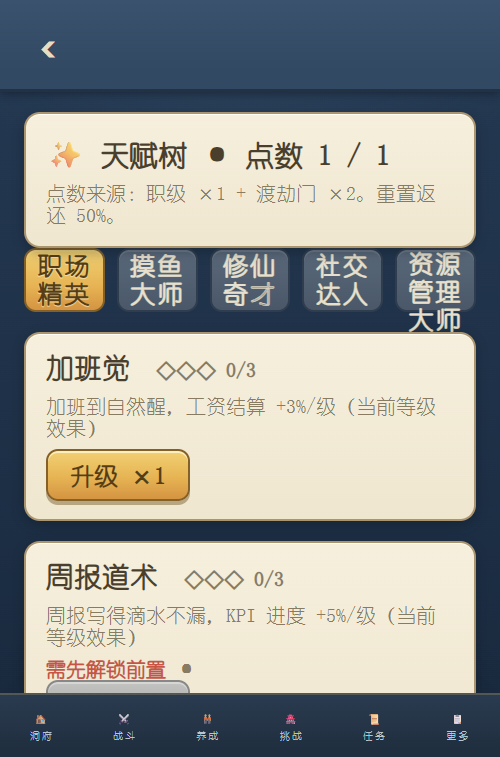 天赋树 • 点数 1 / 1
点数来源: 职级 ×1 + 渡劫门 ×2。重置返
还 50%。
职场
精英
摸鱼
大师
修仙
奇才
社交
达人
资源
管理
大师
加班觉 ◇◇◇ 0/3
加班到自然醒, 工资结算 +3%/级 (当前等级
效果)
升级 ×1
周报道术 ◇◇◇ 0/3
周报写得滴水不漏, KPI 进度 +5%/级 (当前
等级效果)
需先解锁前置 •
洞府 战斗 养成 挑战 任务 更多